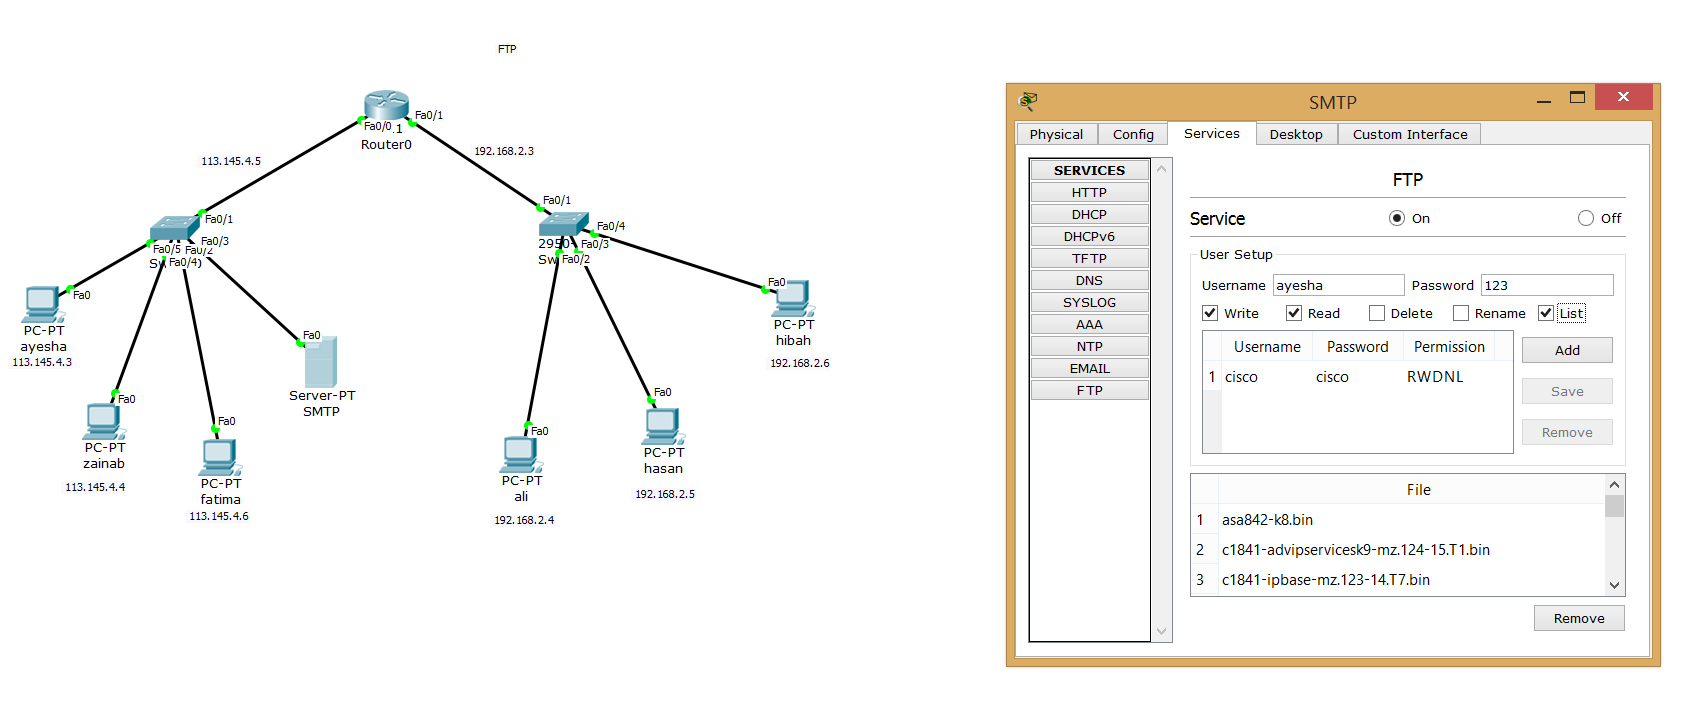 FTP
Fa0/1
Fa0/0
.1
Router0
113.145.4.5
192.168.2.3
Fa0/1
Fa0/3
Fa0/5
Fa0/2
Fa0/4
Fa0/1
Fa0/4
2950-
Fa0/3
Sw
Fa0/2
Fa0
PC-PT
ayesha
113.145.4.3
Fa0
PC-PT
zainab
113.145.4.4
Fa0
PC-PT
fatima
113.145.4.6
Fa0
Server-PT
SMTP
Fa0
PC-PT
ali
192.168.2.4
Fa0
PC-PT
hasan
192.168.2.5
Fa0
PC-PT
hibah
192.168.2.6
SMTP
Physical Config Services Desktop Custom Interface
SERVICES
HTTP
DHCP
DHCPv6
TFTP
DNS
SYSLOG
AAA
NTP
EMAIL
FTP
FTP
Service On Off
User Setup
Username ayesha Password 123
Write Read Delete Rename List
Username Password Permission
1 cisco cisco RWDNL
Add
Save
Remove
File
1 asa842-k8.bin
2 c1841-advipservicesk9-mz.124-15.T1.bin
3 c1841-ipbase-mz.123-14.T7.bin
Remove